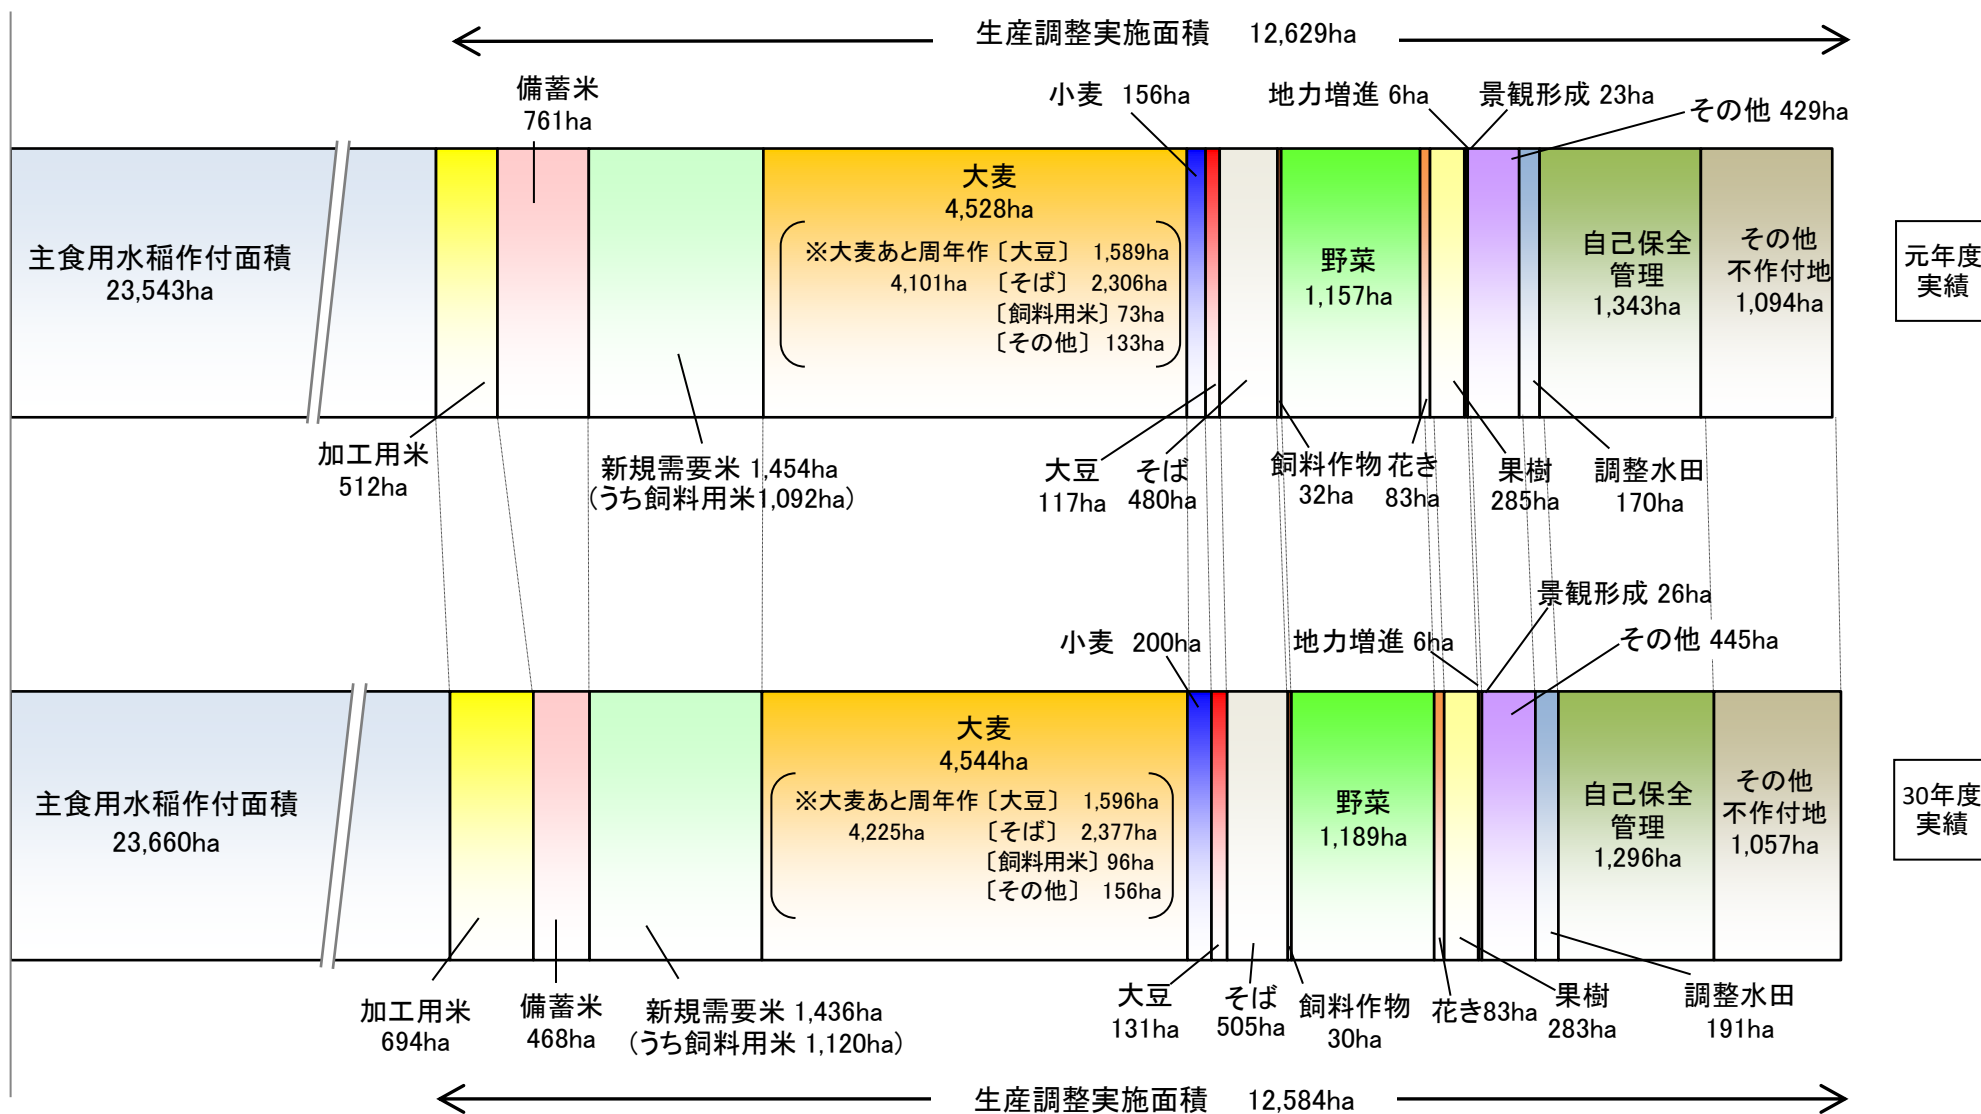 生産調整実施面積 12,629ha
備蓄米
761ha
小麦 156ha
地力増進 6ha
景観形成 23ha
その他 429ha
主食用水稲作付面積
23,543ha
大麦
4,528ha
※大麦あと周年作〔大豆〕 1,589ha
4,101ha 〔そば〕 2,306ha
〔飼料用米〕73ha
〔その他〕 133ha
野菜
1,157ha
自己保全
管理
1,343ha
その他
不作付地
1,094ha
元年度
実績
加工用米
512ha
新規需要米 1,454ha
(うち飼料用米1,092ha)
大豆
117ha
そば
480ha
飼料作物
32ha
花き
83ha
果樹
285ha
調整水田
170ha
小麦 200ha
地力増進 6ha
景観形成 26ha
その他 445ha
主食用水稲作付面積
23,660ha
大麦
4,544ha
※大麦あと周年作〔大豆〕 1,596ha
4,225ha 〔そば〕 2,377ha
〔飼料用米〕96ha
〔その他〕 156ha
野菜
1,189ha
自己保全
管理
1,296ha
その他
不作付地
1,057ha
30年度
実績
加工用米
694ha
備蓄米
468ha
新規需要米 1,436ha
(うち飼料用米 1,120ha)
大豆
131ha
そば
505ha
飼料作物
30ha
花き83ha
果樹
283ha
調整水田
191ha
生産調整実施面積 12,584ha